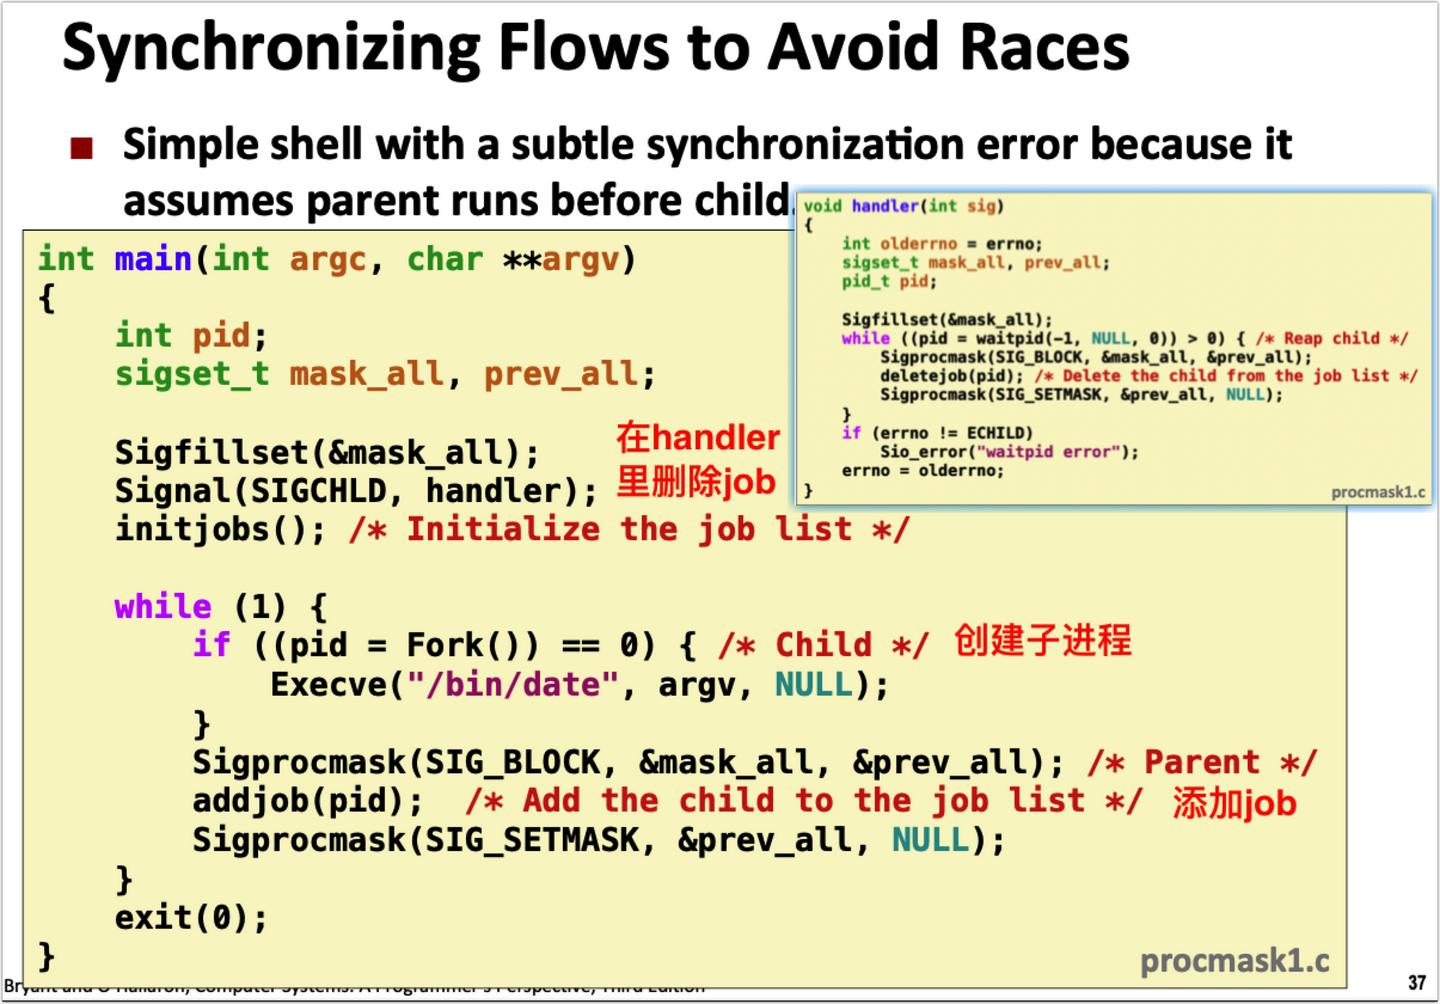 Synchronizing Flows to Avoid Races
■ Simple shell with a subtle synchronization error because it
assumes parent runs before child.
void handler(int sig)
{
    int olderrno = errno;
    sigset_t mask_all, prev_all;
    pid_t pid;

    Sigfillset(&mask_all);
    while ((pid = waitpid(-1, NULL, 0)) > 0) { /* Reap child */
        Sigprocmask(SIG_BLOCK, &mask_all, &prev_all);
        deletejob(pid); /* Delete the child from the job list */
        Sigprocmask(SIG_SETMASK, &prev_all, NULL);
    }
    if (errno != ECHILD)
        Sio_error("waitpid error");
    errno = olderrno;
}
procmask1.c
int main(int argc, char **argv)
{
    int pid;
    sigset_t mask_all, prev_all;

    Sigfillset(&mask_all);
    Signal(SIGCHLD, handler);
在handler
里删除job
    initjobs(); /* Initialize the job list */

    while (1) {
        if ((pid = Fork()) == 0) { /* Child */ 创建子进程
            Execve("/bin/date", argv, NULL);
        }
        Sigprocmask(SIG_BLOCK, &mask_all, &prev_all); /* Parent */
        addjob(pid);  /* Add the child to the job list */ 添加job
        Sigprocmask(SIG_SETMASK, &prev_all, NULL);
    }
    exit(0);
}
procmask1.c
Bryant and O'Hallaron, Computer Systems: A Programmer's Perspective, Third Edition
37